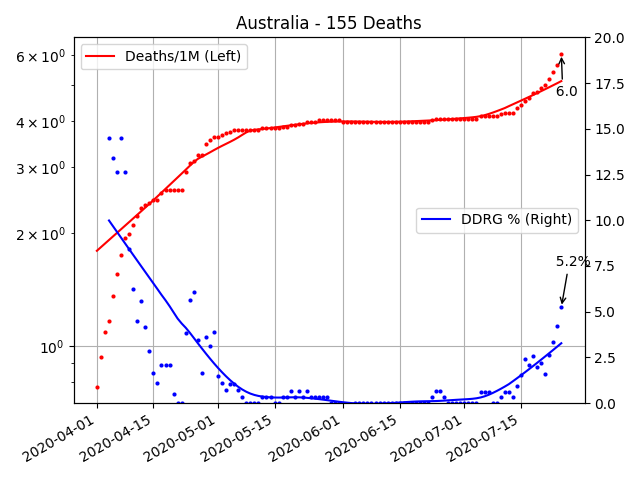 Australia - 155 Deaths
Deaths/1M (Left)
DDRG % (Right)
6.0
5.2%
6 × 10⁰
4 × 10⁰
3 × 10⁰
2 × 10⁰
10⁰
20.0
17.5
15.0
12.5
10.0
7.5
5.0
2.5
0.0
2020-04-01
2020-04-15
2020-05-01
2020-05-15
2020-06-01
2020-06-15
2020-07-01
2020-07-15